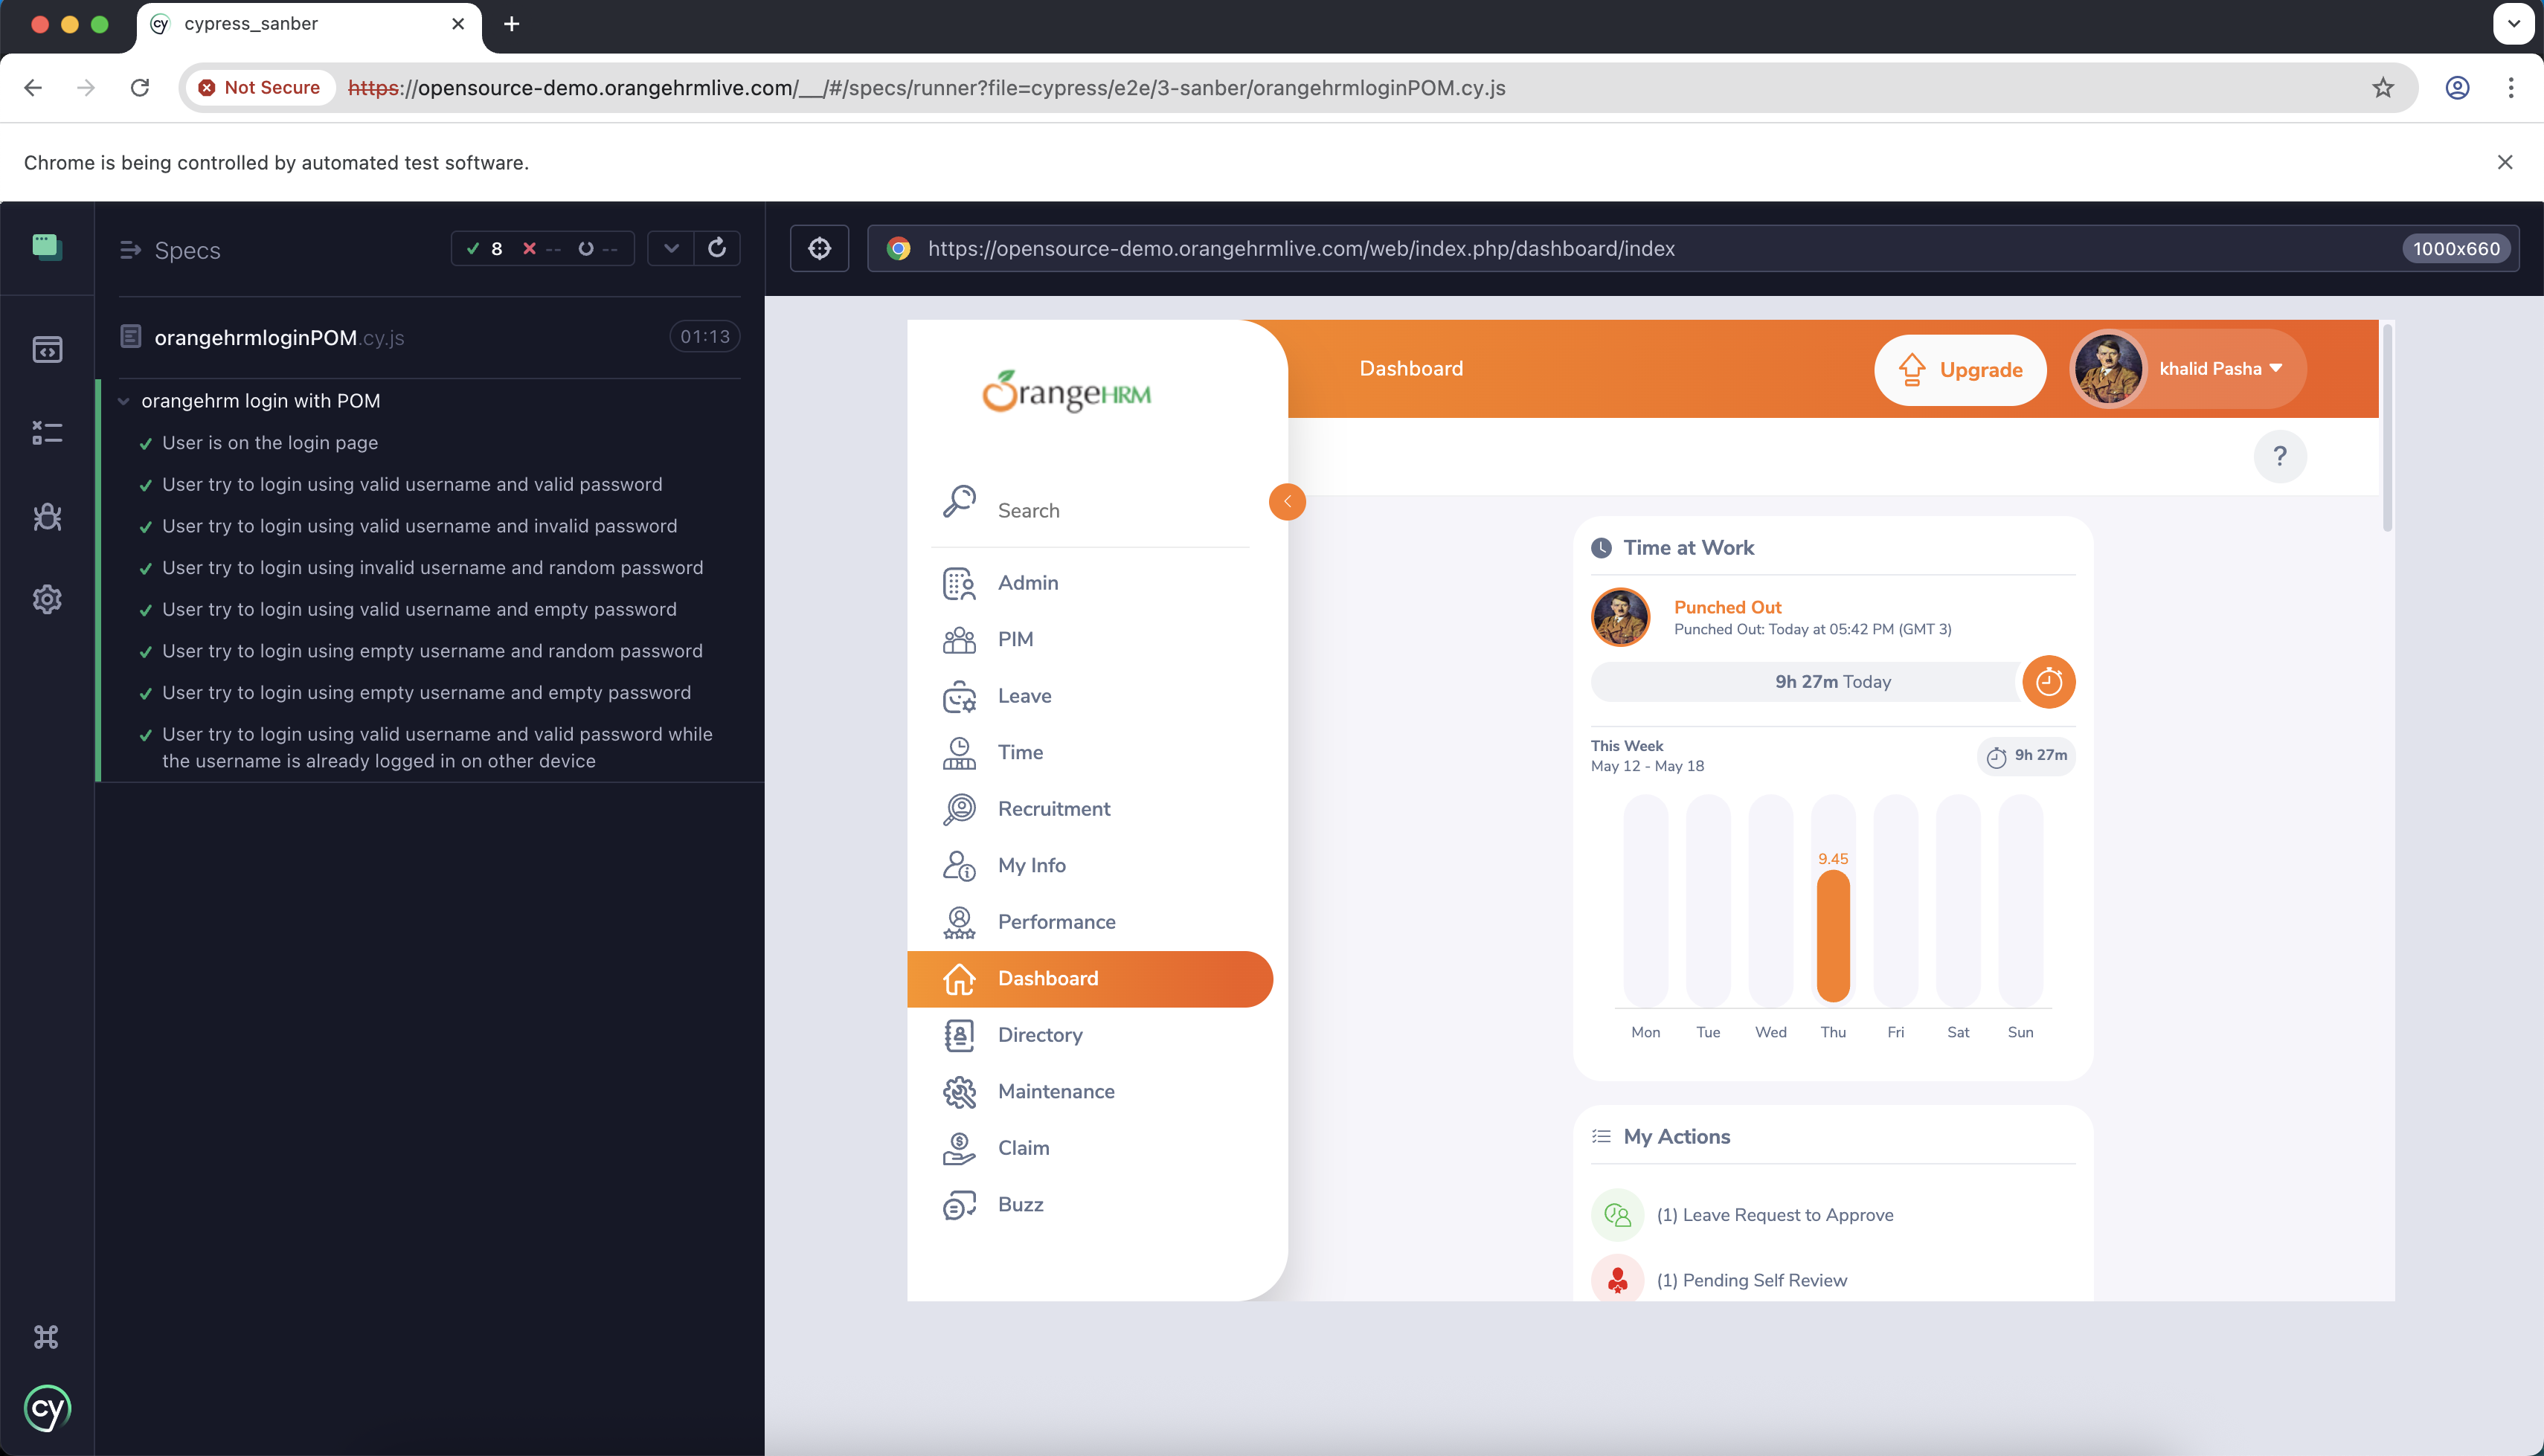 cypress_sanber
Not Secure
https://opensource-demo.orangehrmlive.com/__/#/specs/runner?file=cypress/e2e/3-sanber/orangehrmloginPOM.cy.js
Chrome is being controlled by automated test software.
Specs
8 -- --
orangehrmloginPOM.cy.js
01:13
orangehrm login with POM
User is on the login page
User try to login using valid username and valid password
User try to login using valid username and invalid password
User try to login using invalid username and random password
User try to login using valid username and empty password
User try to login using empty username and random password
User try to login using empty username and empty password
User try to login using valid username and valid password while
the username is already logged in on other device
cy
https://opensource-demo.orangehrmlive.com/web/index.php/dashboard/index
1000x660
OrangeHRM
Search
Admin
PIM
Leave
Time
Recruitment
My Info
Performance
Dashboard
Directory
Maintenance
Claim
Buzz
Dashboard
Upgrade
khalid Pasha
?
Time at Work
Punched Out
Punched Out: Today at 05:42 PM (GMT 3)
9h 27m Today
This Week
May 12 - May 18
9h 27m
9.45
Mon Tue Wed Thu Fri Sat Sun
My Actions
(1) Leave Request to Approve
(1) Pending Self Review